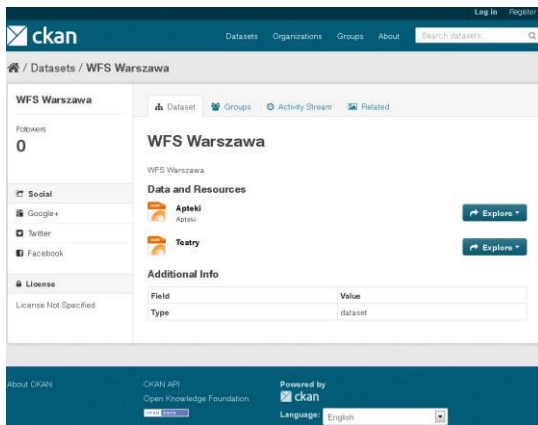 Log in Register
ckan Datasets Organizations Groups About Search datasets
/ Datasets / WFS Warszawa
WFS Warszawa
Followers
0
Social
Google+
Twitter
Facebook
License
License Not Specified
Dataset Groups Activity Stream Related
WFS Warszawa
WFS Warszawa
Data and Resources
Apteki
Apteki
Explore
Teatry
Explore
Additional Info
Field Value
Type dataset
About CKAN
CKAN API
Open Knowledge Foundation
Powered by
ckan
Language: English